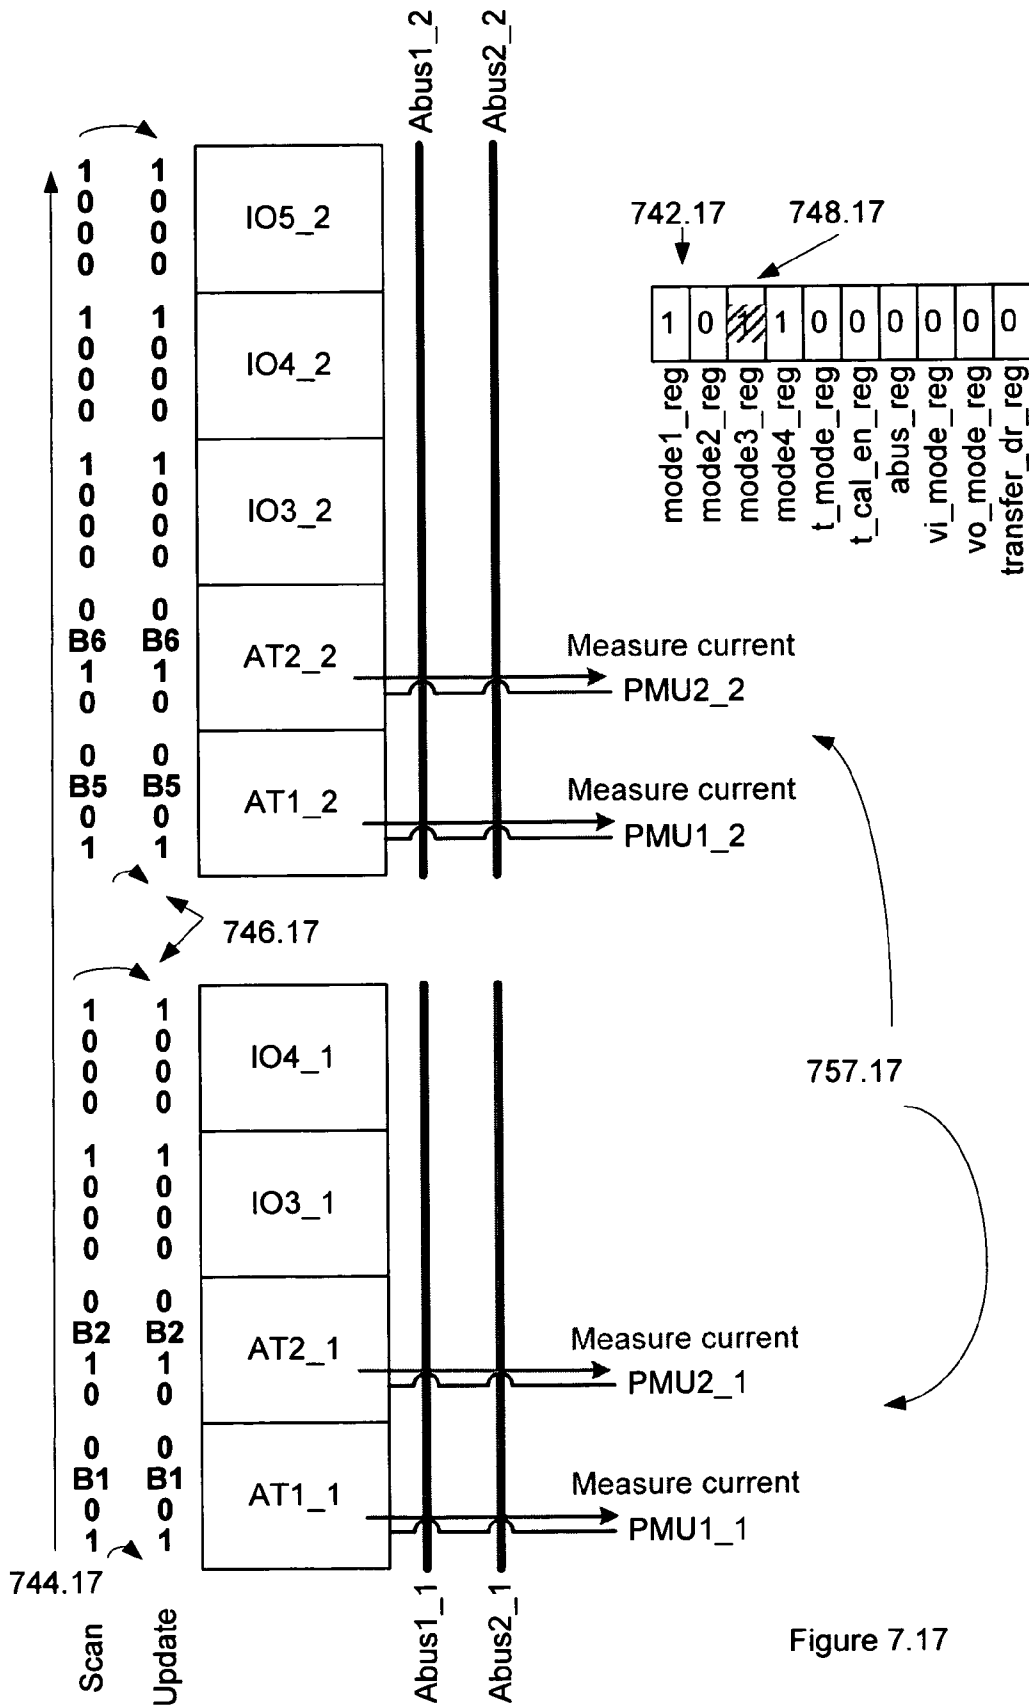 Abus1_2
Abus2_2
1 1
0 0
0 0
0 0
IO5_2
1 1
0 0
0 0
0 0
IO4_2
1 1
0 0
0 0
0 0
IO3_2
0 0
B6 B6
1 1
0 0
AT2_2
Measure current
PMU2_2
0 0
B5 B5
0 0
1 1
AT1_2
Measure current
PMU1_2
742.17
748.17
1 0 1 1 0 0 0 0 0 0
mode1_reg
mode2_reg
mode3_reg
mode4_reg
t_mode_reg
t_cal_en_reg
abus_reg
vi_mode_reg
vo_mode_reg
transfer_dr_reg
746.17
1 1
0 0
0 0
0 0
IO4_1
757.17
1 1
0 0
0 0
0 0
IO3_1
0 0
B2 B2
1 1
0 0
AT2_1
Measure current
PMU2_1
0 0
B1 B1
0 0
1 1
AT1_1
Measure current
PMU1_1
744.17
Scan
Update
Abus1_1
Abus2_1
Figure 7.17